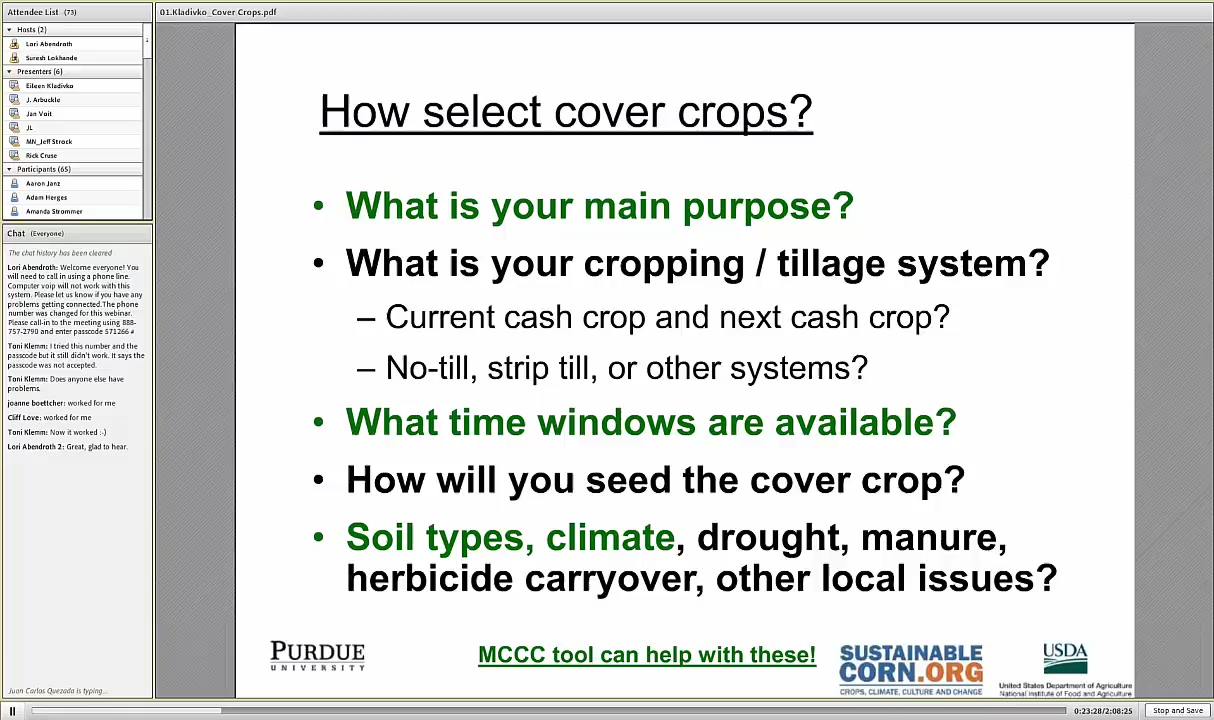 Attendee List (73)
Hosts (2)
Lori Abendroth
Suresh Lokhande
Presenters (6)
Eileen Kladivko
J. Arbuckle
Jan Voit
JL
MN_Jeff Strock
Rick Cruse
Participants (65)
Aaron Janz
Adam Herges
Amanda Strommer
Chat (Everyone)
The chat history has been cleared
Lori Abendroth: Welcome everyone! You
will need to call in using a phone line.
Computer voip will not work with this
system. Please let us know if you have any
problems getting connected.The phone
number was changed for this webinar.
Please call-in to the meeting using 888-
757-2790 and enter passcode 571266 #
Toni Klemm: I tried this number and the
passcode but it still didn't work. It says the
passcode was not accepted.
Toni Klemm: Does anyone else have
problems.
joanne boettcher: worked for me
Cliff Love: worked for me
Toni Klemm: Now it worked :-)
Lori Abendroth 2: Great, glad to hear.
Juan Carlos Quezada is typing...
01.Kladivko_Cover Crops.pdf
How select cover crops?
• What is your main purpose?
• What is your cropping / tillage system?
– Current cash crop and next cash crop?
– No-till, strip till, or other systems?
• What time windows are available?
• How will you seed the cover crop?
• Soil types, climate, drought, manure,
herbicide carryover, other local issues?
PURDUE
UNIVERSITY
MCCC tool can help with these!
SUSTAINABLE
CORN.ORG
CROPS, CLIMATE, CULTURE AND CHANGE
USDA
United States Department of Agriculture
National Institute of Food and Agriculture
0:23:28/2:08:25
Stop and Save